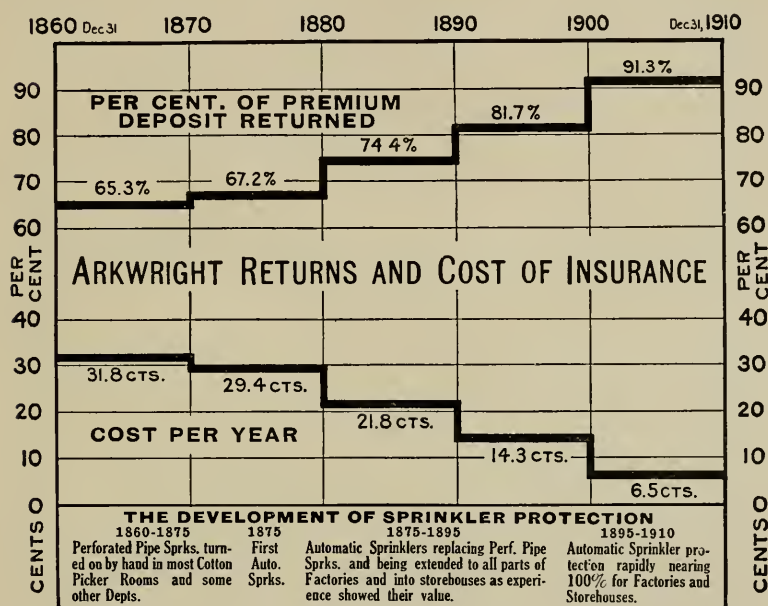 1860 Dec 31 1870 1880 1890 1900 Dec 31, 1910
91.3%
90 90
PER CENT. OF PREMIUM
DEPOSIT RETURNED
81.7%
80 80
74 4%
70 70
65.3%
67.2%
60 60
PER CENT
ARKWRIGHT RETURNS AND COST OF INSURANCE
PER CENT
40 40
30 30
31.8 CTS.
29.4 CTS.
20 20
21.8 CTS.
COST PER YEAR
14.3 CTS.
10 10
6.5 CTS.
0 0
CENTS
CENTS
THE DEVELOPMENT OF SPRINKLER PROTECTION
1860-1875
Perforated Pipe Sprks. turn-
ed on by hand in most Cotton
Picker Rooms and some
other Depts.
1875
First
Auto.
Sprks.
1875-1895
Automatic Sprinklers replacing Perf. Pipe
Sprks. and being extended to all parts of
Factories and into storehouses as experi-
ence showed their value.
1895-1910
Automatic Sprinkler pro-
tection rapidly nearing
100% for Factories and
Storehouses.